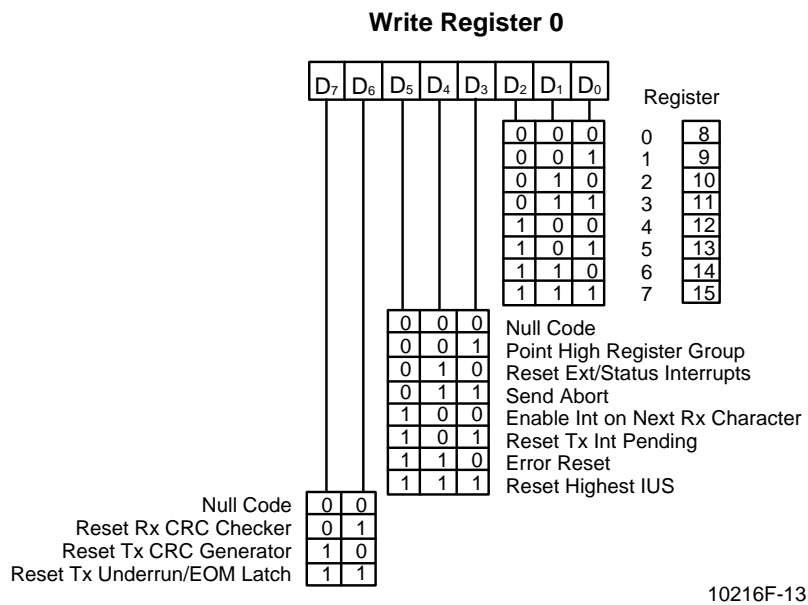 Write Register 0
D7 D6 D5 D4 D3 D2 D1 D0
Register
0 0 0 0 8
0 0 1 1 9
0 1 0 2 10
0 1 1 3 11
1 0 0 4 12
1 0 1 5 13
1 1 0 6 14
1 1 1 7 15
0 0 0 Null Code
0 0 1 Point High Register Group
0 1 0 Reset Ext/Status Interrupts
0 1 1 Send Abort
1 0 0 Enable Int on Next Rx Character
1 0 1 Reset Tx Int Pending
1 1 0 Error Reset
1 1 1 Reset Highest IUS
Null Code 0 0
Reset Rx CRC Checker 0 1
Reset Tx CRC Generator 1 0
Reset Tx Underrun/EOM Latch 1 1
10216F-13